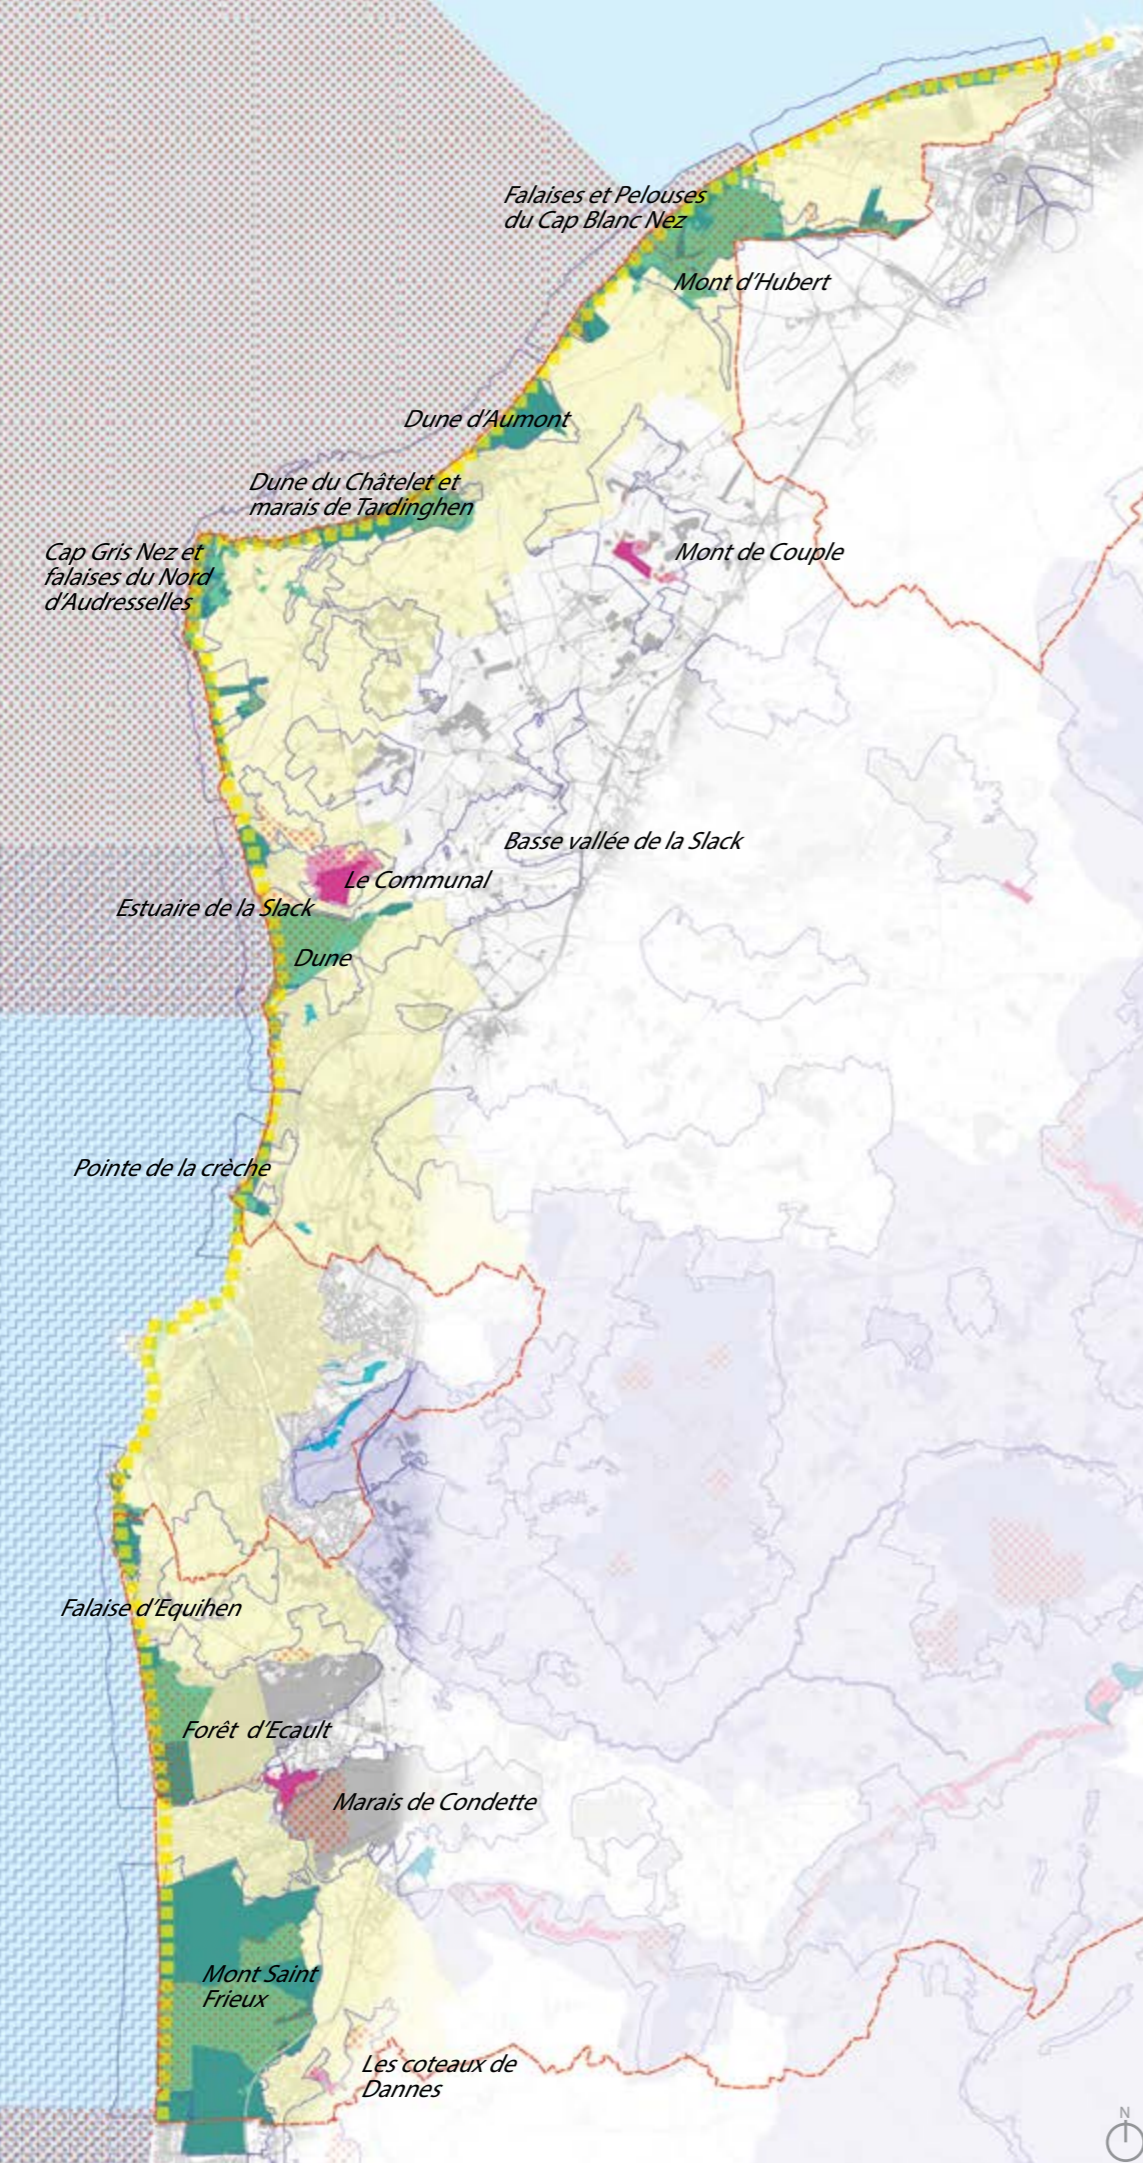 Falaises et Pelouses
du Cap Blanc Nez
Mont d'Hubert
Dune d'Aumont
Dune du Châtelet et
marais de Tardinghen
Cap Gris Nez et
falaises du Nord
d'Audresselles
Mont de Couple
Basse vallée de la Slack
Le Communal
Estuaire de la Slack
Dune
Pointe de la crèche
Falaise d'Equihen
Forêt d'Ecault
Marais de Condette
Mont Saint
Frieux
Les coteaux de
Dannes
N